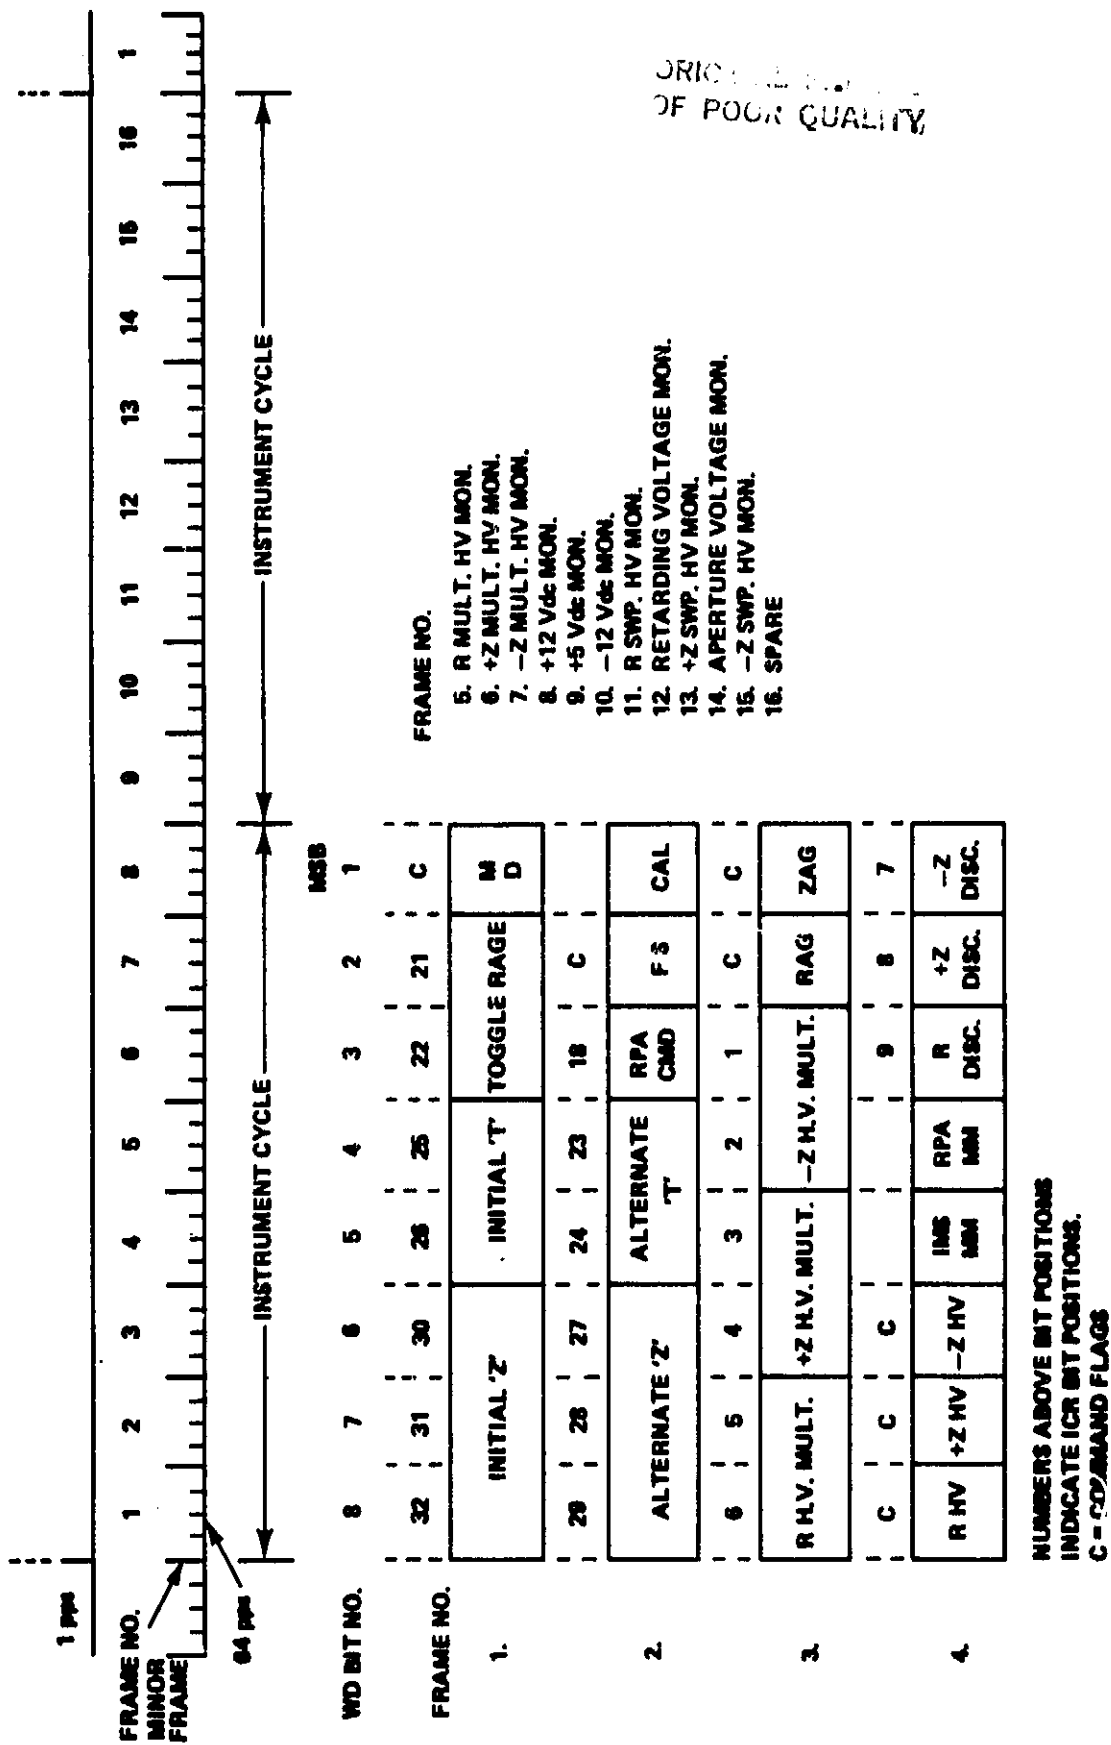 1 pps
FRAME NO. 1 2 3 4 5 6 7 8 9 10 11 12 13 14 15 16 1
MINOR
FRAME
64 pps
INSTRUMENT CYCLE INSTRUMENT CYCLE
MSB
WD BIT NO. 8 7 6 5 4 3 2 1
FRAME NO. 32 31 30 26 25 22 21 C
1. INITIAL 'Z' INITIAL 'T' TOGGLE RAGE M
D
29 28 27 24 23 18 C
2. ALTERNATE 'Z' ALTERNATE
'T' RPA
CMD F S CAL
6 5 4 3 2 1 C C
3. R H.V. MULT. +Z H.V. MULT. −Z H.V. MULT. RAG ZAG
C C C 9 8 7
4. R HV +Z HV −Z HV IMS
MM RPA
MM R
DISC. +Z
DISC. −Z
DISC.
NUMBERS ABOVE BIT POSITIONS
INDICATE ICR BIT POSITIONS.
C = COMMAND FLAGS
FRAME NO.
5. R MULT. HV MON.
6. +Z MULT. HV MON.
7. −Z MULT. HV MON.
8. +12 Vdc MON.
9. +5 Vdc MON.
10. −12 Vdc MON.
11. R SWP. HV MON.
12. RETARDING VOLTAGE MON.
13. +Z SWP. HV MON.
14. APERTURE VOLTAGE MON.
15. −Z SWP. HV MON.
16. SPARE
OF POOR QUALITY